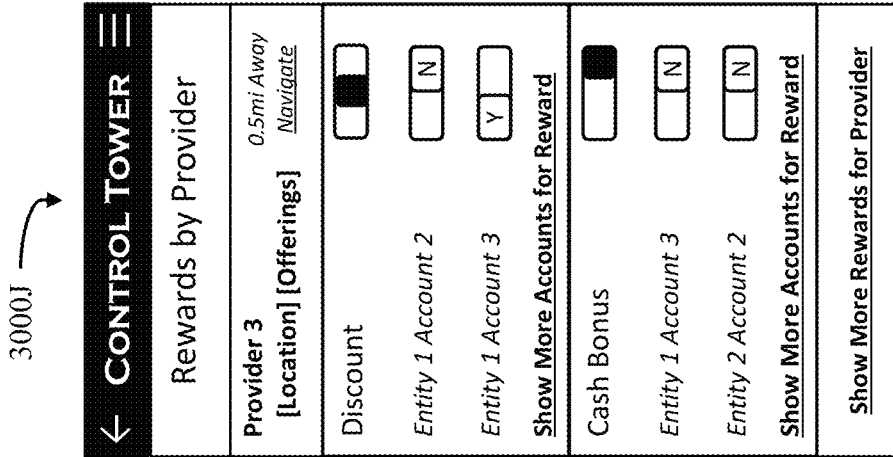 3000J
← CONTROL TOWER
Rewards by Provider
Provider 3 0.5mi Away
[Location] [Offerings] Navigate
Discount
Entity 1 Account 2 N
Entity 1 Account 3 Y
Show More Accounts for Reward
Cash Bonus
Entity 1 Account 3 N
Entity 2 Account 2 N
Show More Accounts for Reward
Show More Rewards for Provider